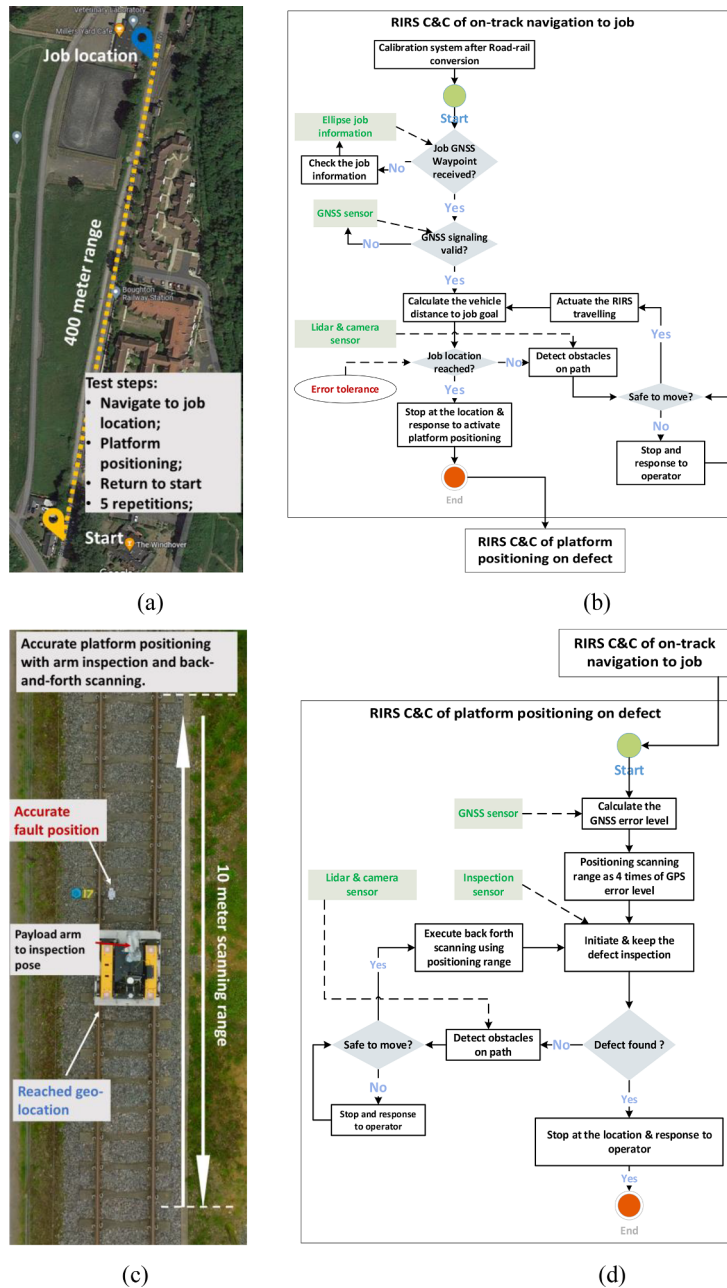 Veterinary Laboratory
Millers Yard Cafe
Job location
400 meter range
Boughton
Railway Station
Test steps:
• Navigate to job
location;
• Platform
positioning;
• Return to start
• 5 repetitions;
Start
The Windhover
Google
(a)
RIRS C&C of on-track navigation to job
Calibration system after Road-rail
conversion
Start
Ellipse job
information
Job GNSS
Waypoint
received?
Check the job
information
No
Yes
GNSS sensor
GNSS signaling
valid?
No
Yes
Calculate the vehicle
distance to job goal
Actuate the RIRS
travelling
Lidar & camera
sensor
Yes
Job location
reached?
No
Detect obstacles
on path
Error tolerance
Safe to move?
Yes
No
Stop at the location &
response to activate
platform positioning
Stop and
response to
operator
End
RIRS C&C of platform
positioning on defect
(b)
Accurate platform positioning
with arm inspection and back-
and-forth scanning.
Accurate
fault position
17
Payload arm
to inspection
pose
10 meter scanning range
Reached geo-
location
(c)
RIRS C&C of on-track
navigation to job
RIRS C&C of platform positioning on defect
Start
GNSS sensor
Calculate the
GNSS error level
Lidar & camera
sensor
Inspection
sensor
Positioning scanning
range as 4 times of GPS
error level
Execute back forth
scanning using
positioning range
Initiate & keep the
defect inspection
Yes
Safe to move?
Detect obstacles
on path
No
Defect found ?
No
Yes
Stop and response
to operator
Stop at the location & response to
operator
Yes
End
(d)